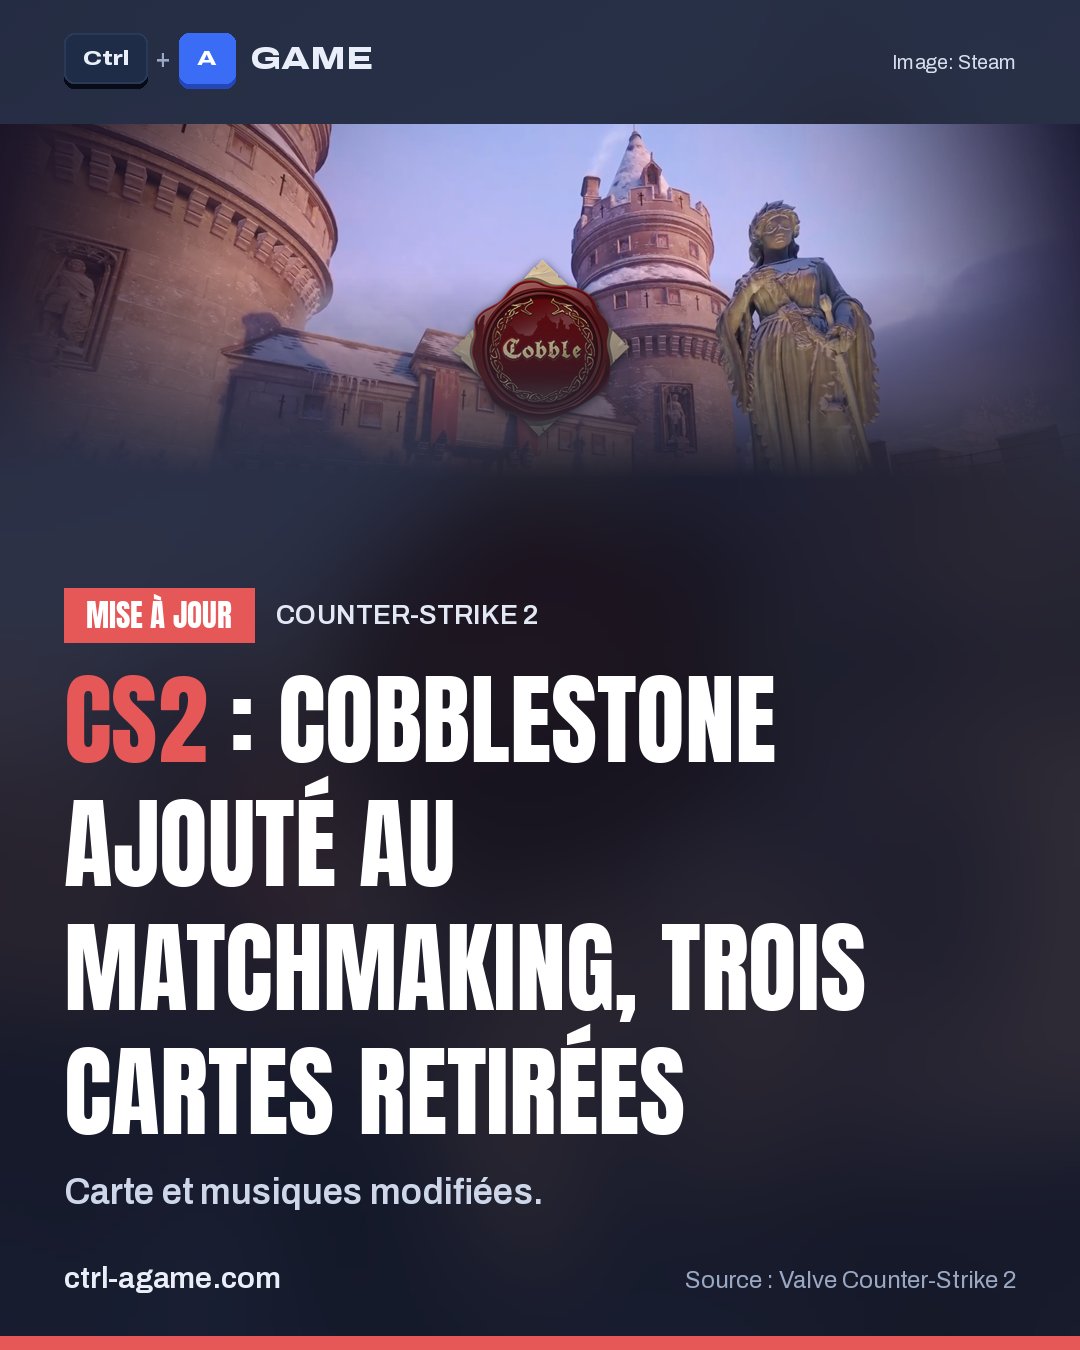 Ctrl + A GAME
Image: Steam
Cobble
MISE À JOUR COUNTER-STRIKE 2
CS2 : COBBLESTONE
AJOUTÉ AU
MATCHMAKING, TROIS
CARTES RETIRÉES
Carte et musiques modifiées.
ctrl-agame.com
Source : Valve Counter-Strike 2